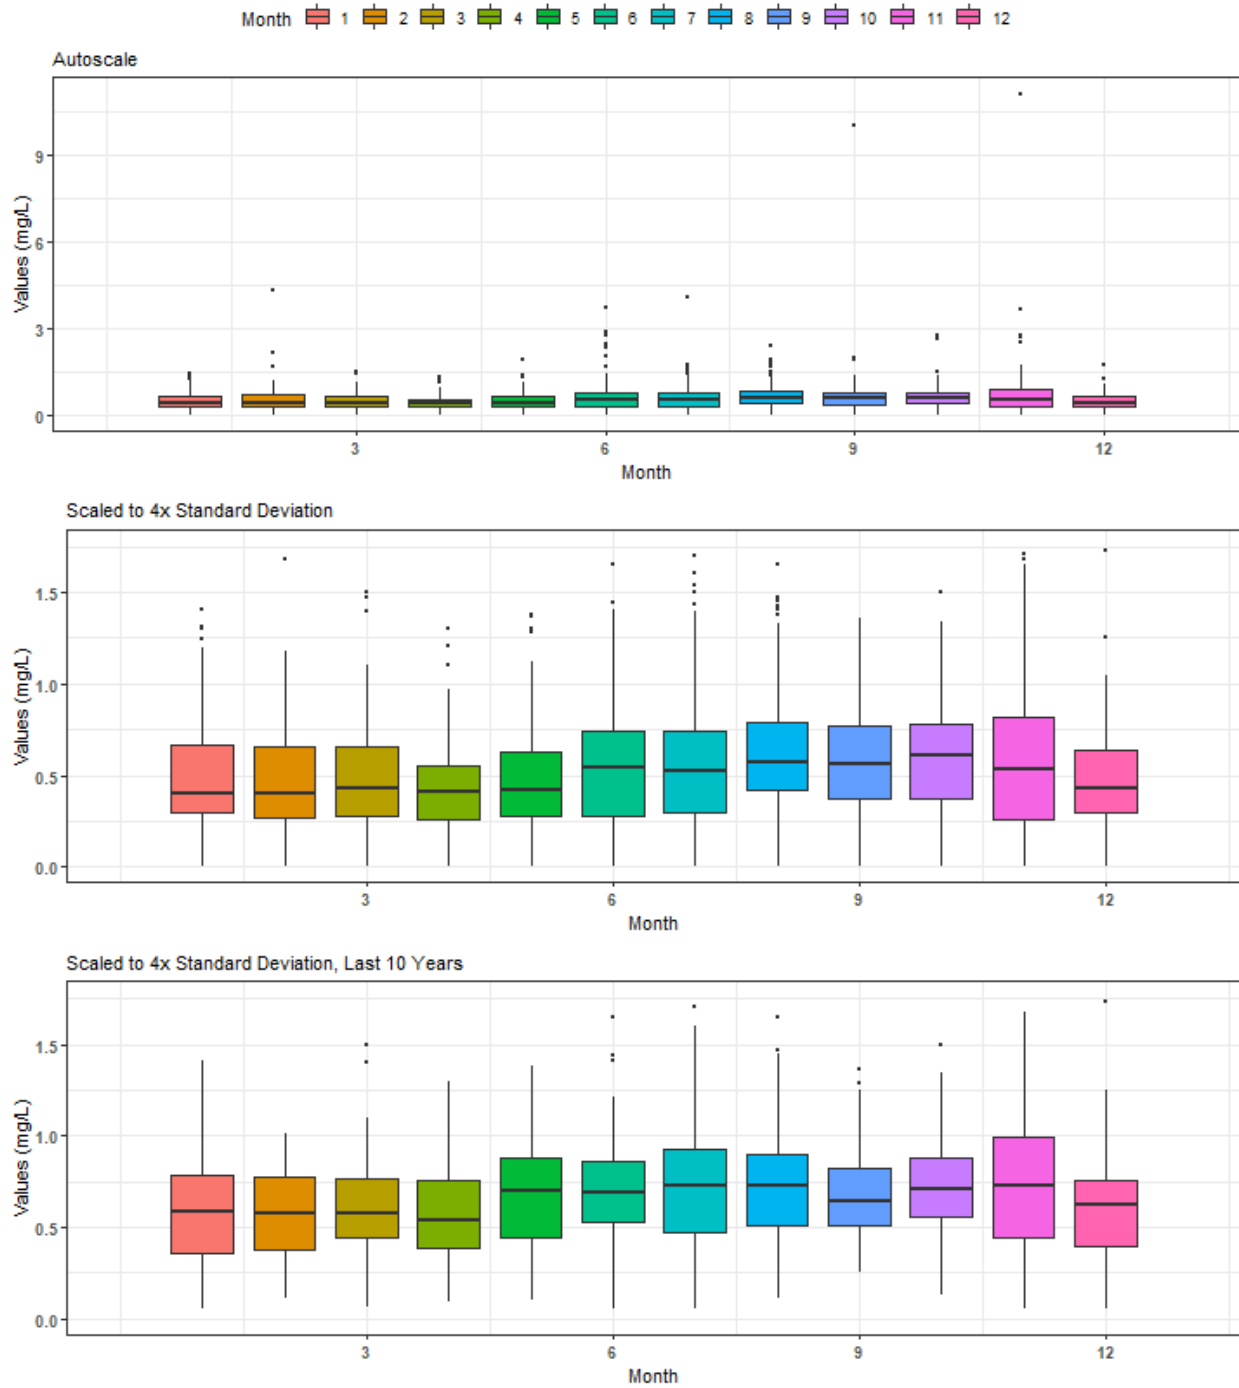 Month 1 2 3 4 5 6 7 8 9 10 11 12
Autoscale
Values (mg/L)
9
6
3
0
3 6 9 12
Month
Scaled to 4x Standard Deviation
Values (mg/L)
1.5
1.0
0.5
0.0
3 6 9 12
Month
Scaled to 4x Standard Deviation, Last 10 Years
Values (mg/L)
1.5
1.0
0.5
0.0
3 6 9 12
Month